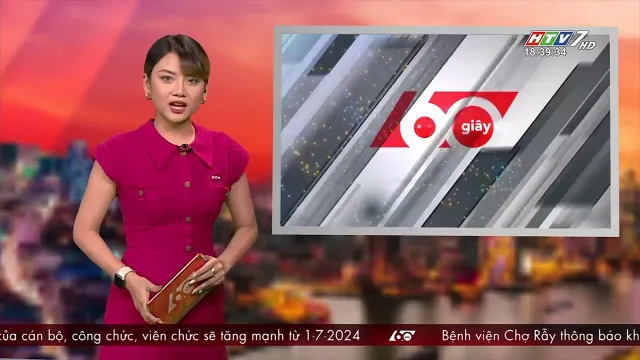 HTV7 HD
18:39:34
60 giây
của cán bộ, công chức, viên chức sẽ tăng mạnh từ 1-7-2024 60 Bệnh viện Chợ Rẫy thông báo kh